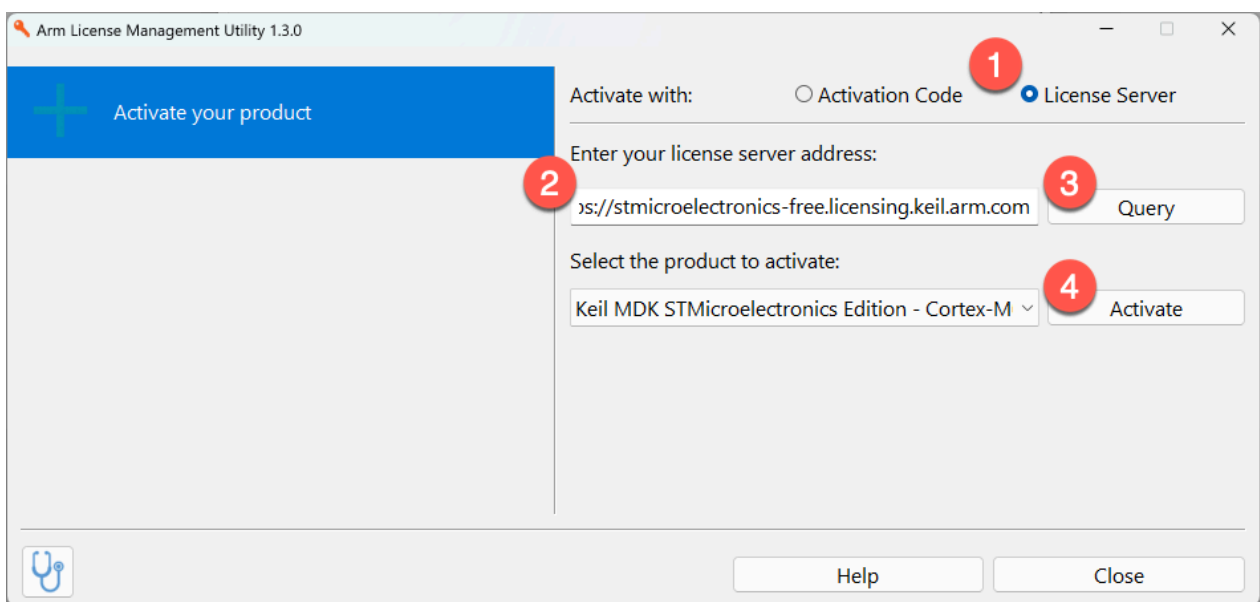 Arm License Management Utility 1.3.0
1
Activate your product
Activate with:
Activation Code
License Server
Enter your license server address:
2
ps://stmicroelectronics-free.licensing.keil.arm.com
3
Query
Select the product to activate:
4
Keil MDK STMicroelectronics Edition - Cortex-M
Activate
Help
Close